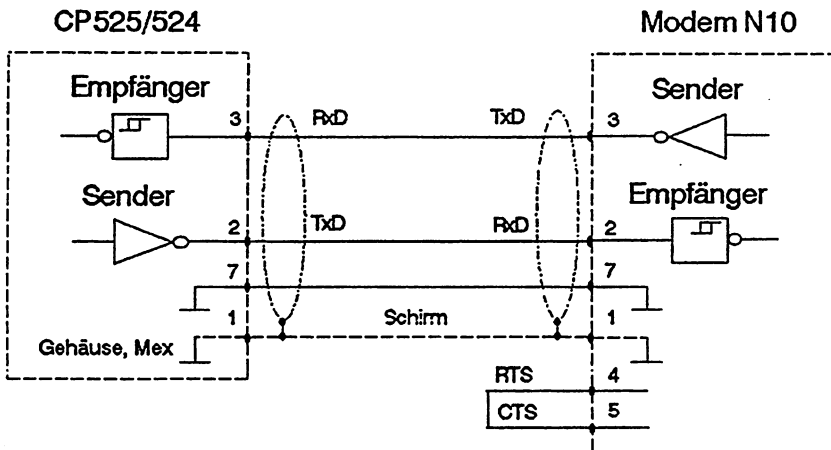 CP525/524
Modem N10
Empfänger
Sender
3
RxD
TxD
3
Sender
Empfänger
2
TxD
RxD
2
7
7
1
Schirm
1
Gehäuse, Mex
RTS
4
CTS
5